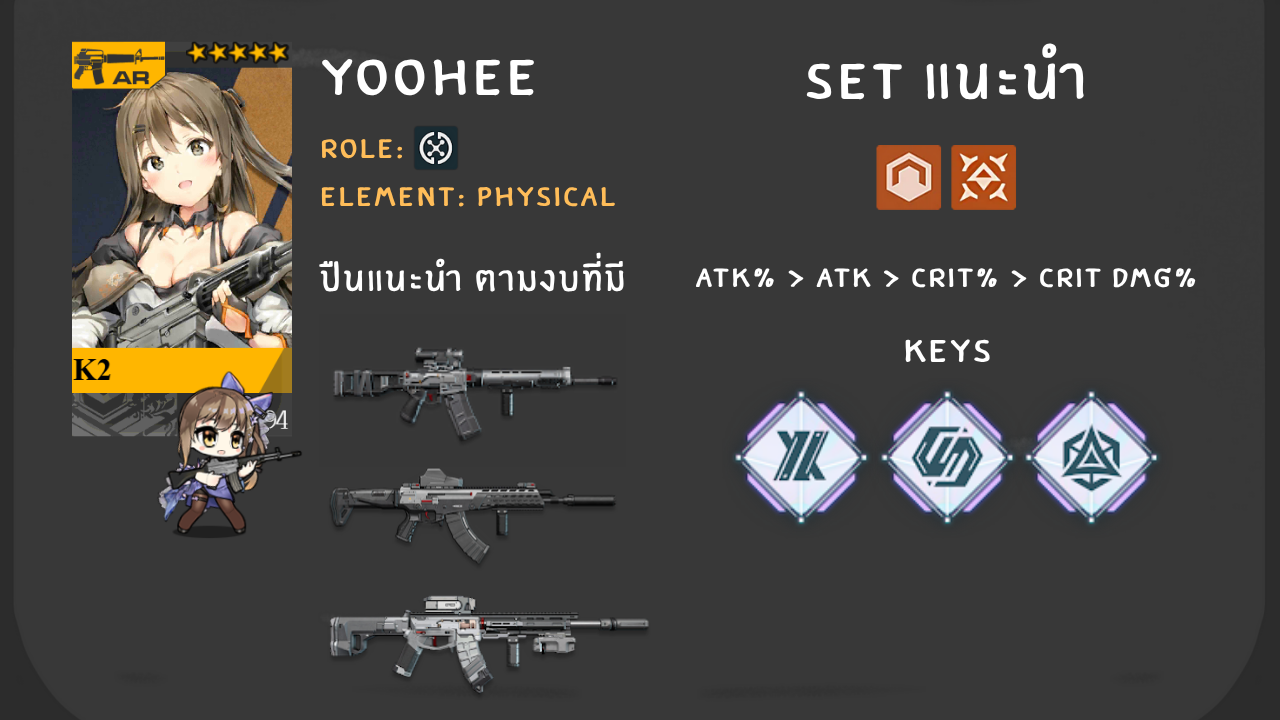 AR
YOOHEE
ROLE:
ELEMENT: PHYSICAL
K2
94
ปืนแนะนำ ตามงบที่มี
SET แนะนำ
ATK% > ATK > CRIT% > CRIT DMG%
KEYS